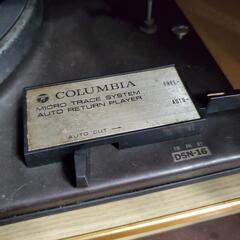 COLUMBIA
MICRO TRACE SYSTEM
AUTO RETURN PLAYER
FREE-
AUTO-
AUTO CUT →
DSN-16